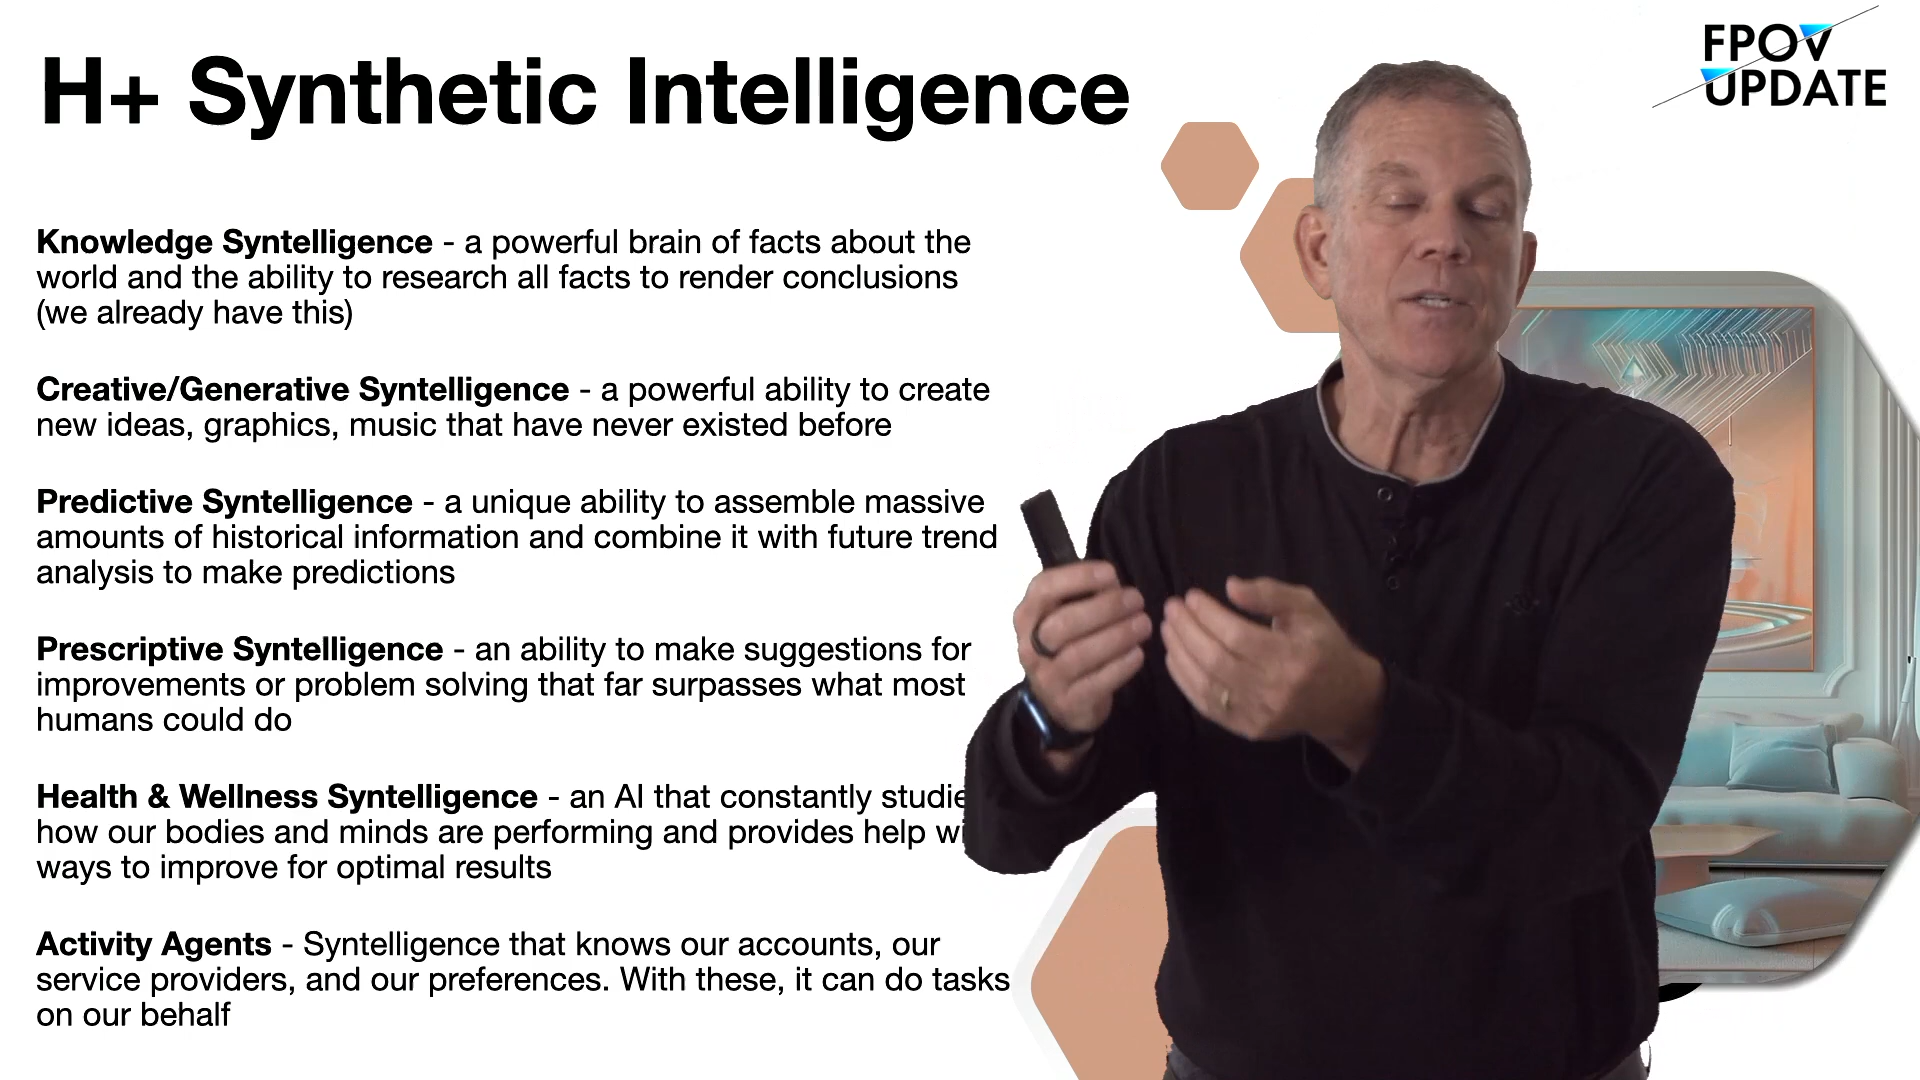 H+ Synthetic Intelligence
FPOV
UPDATE
Knowledge Syntelligence - a powerful brain of facts about the
world and the ability to research all facts to render conclusions
(we already have this)
Creative/Generative Syntelligence - a powerful ability to create
new ideas, graphics, music that have never existed before
Predictive Syntelligence - a unique ability to assemble massive
amounts of historical information and combine it with future trend
analysis to make predictions
Prescriptive Syntelligence - an ability to make suggestions for
improvements or problem solving that far surpasses what most
humans could do
Health & Wellness Syntelligence - an AI that constantly studie
how our bodies and minds are performing and provides help wi
ways to improve for optimal results
Activity Agents - Syntelligence that knows our accounts, our
service providers, and our preferences. With these, it can do tasks
on our behalf